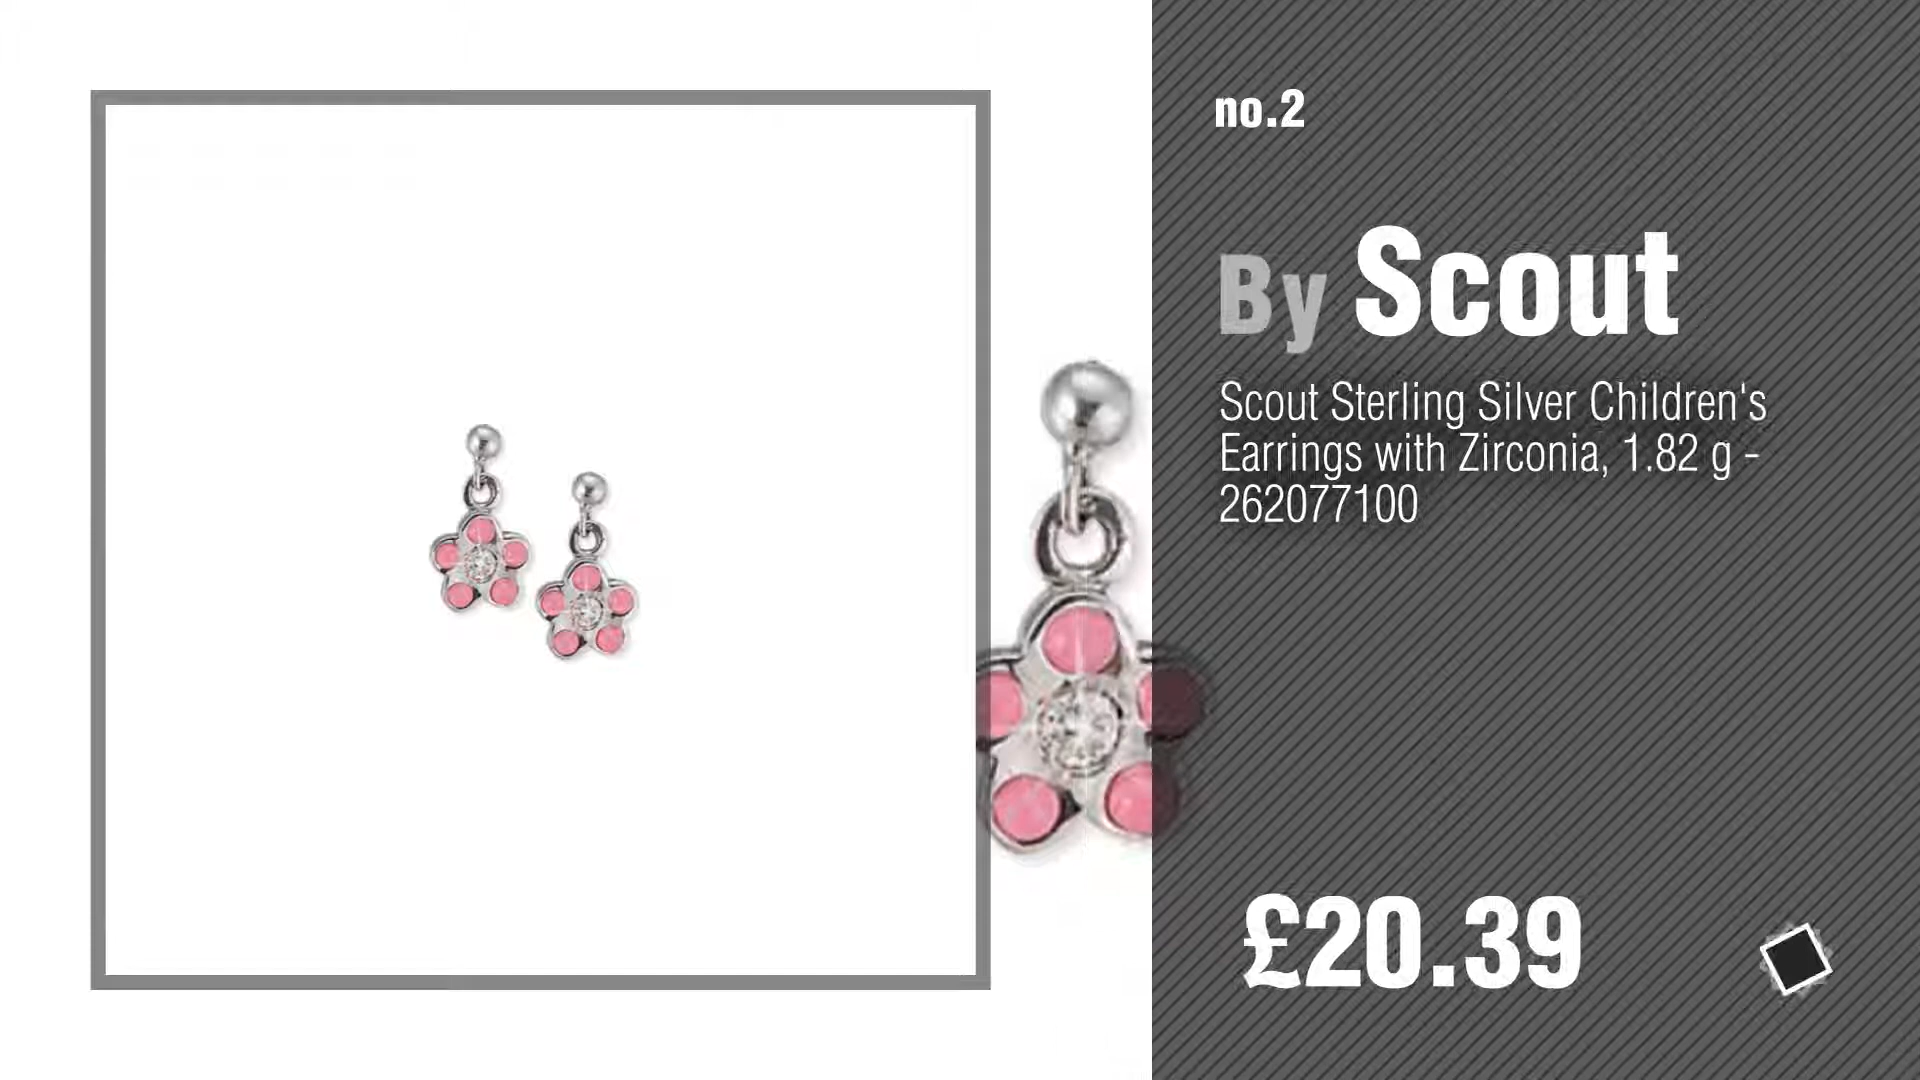 no.2
By Scout
Scout Sterling Silver Children's
Earrings with Zirconia, 1.82 g -
262077100
£20.39